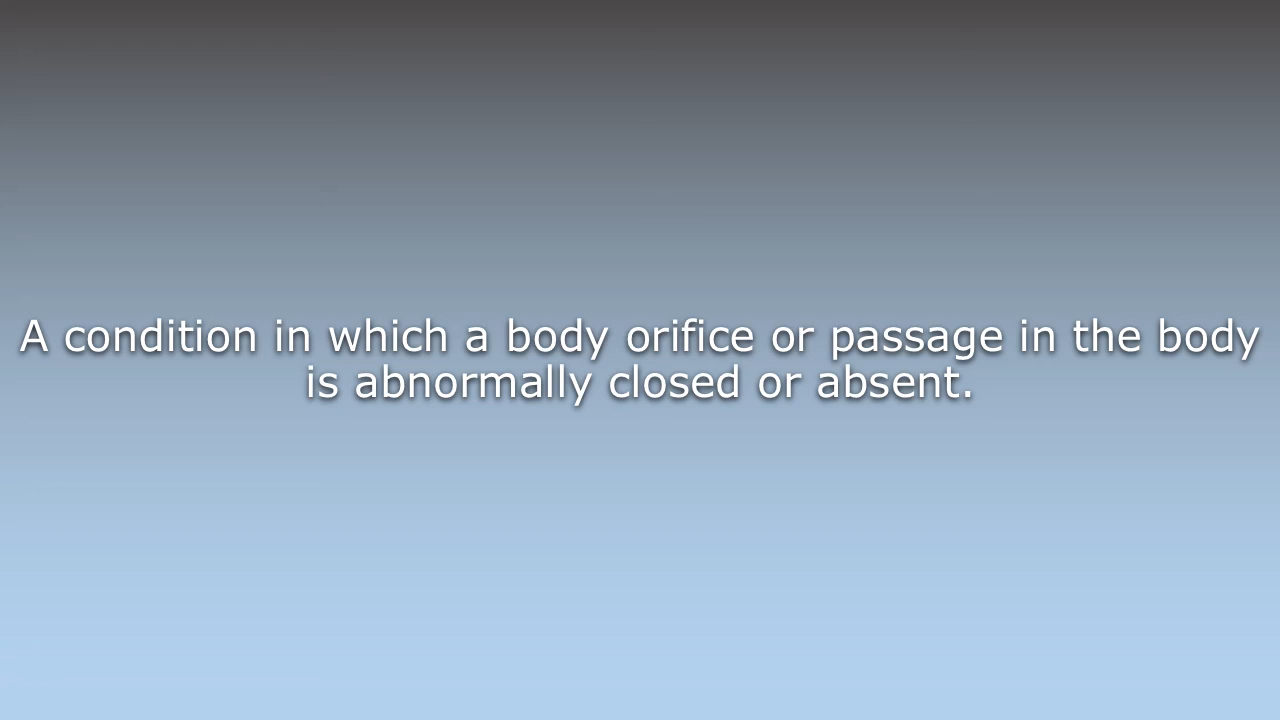 A condition in which a body orifice or passage in the body
is abnormally closed or absent.